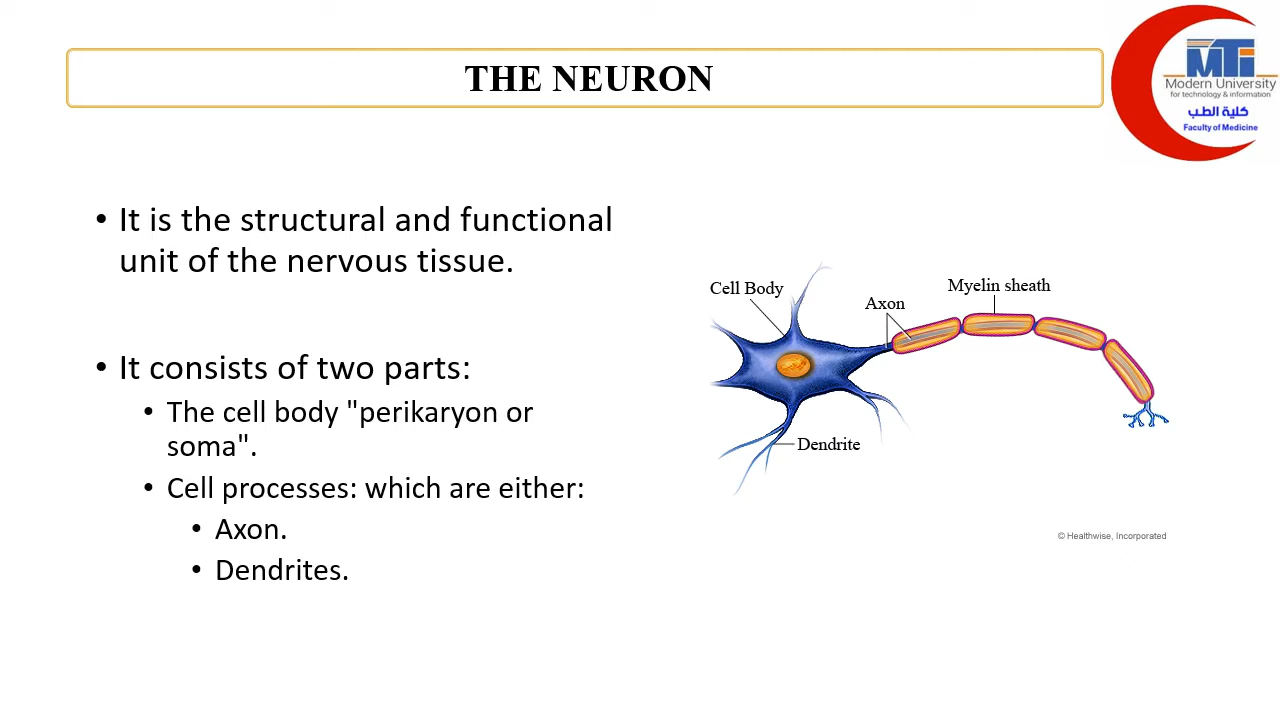 THE NEURON
MTI
Modern University
for technology & information
كلية الطب
Faculty of Medicine
• It is the structural and functional
unit of the nervous tissue.
• It consists of two parts:
• The cell body "perikaryon or
soma".
• Cell processes: which are either:
• Axon.
• Dendrites.
Cell Body
Axon
Myelin sheath
Dendrite
© Healthwise, Incorporated